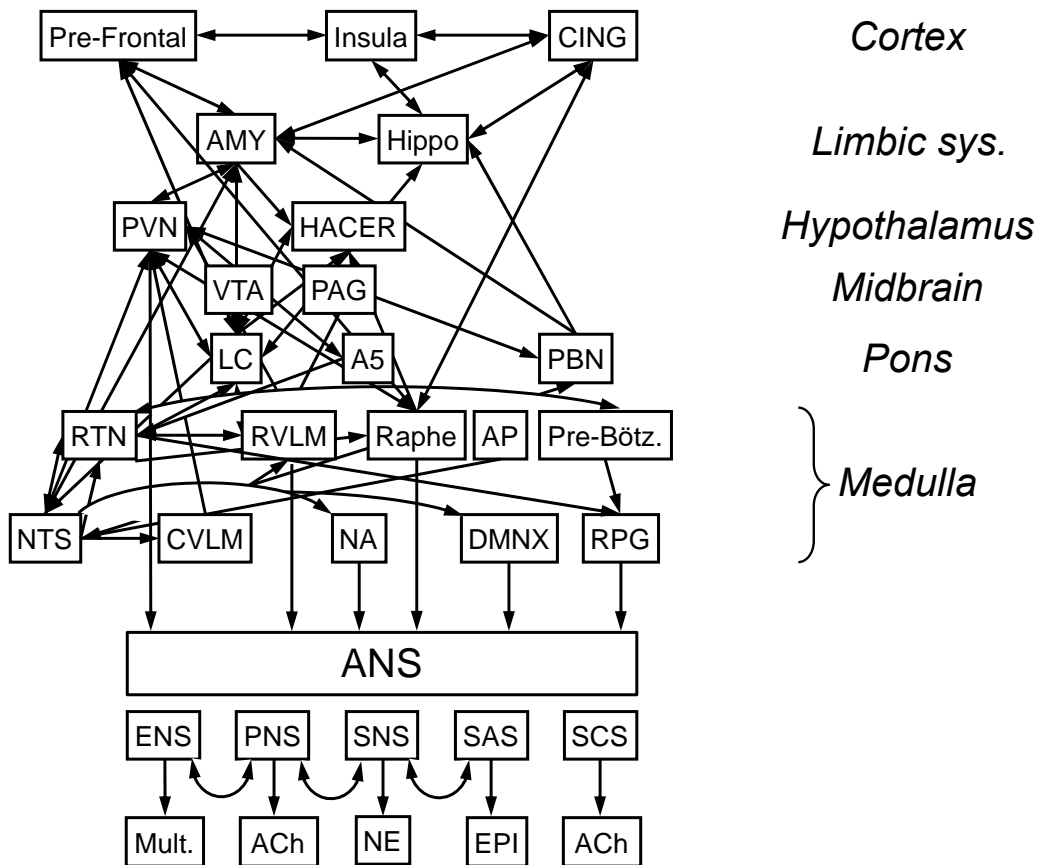 Pre-Frontal Insula CING Cortex
AMY Hippo Limbic sys.
PVN HACER Hypothalamus
VTA PAG Midbrain
LC A5 PBN Pons
RTN RVLM Raphe AP Pre-Bötz.
Medulla
NTS CVLM NA DMNX RPG
ANS
ENS PNS SNS SAS SCS
Mult. ACh NE EPI ACh